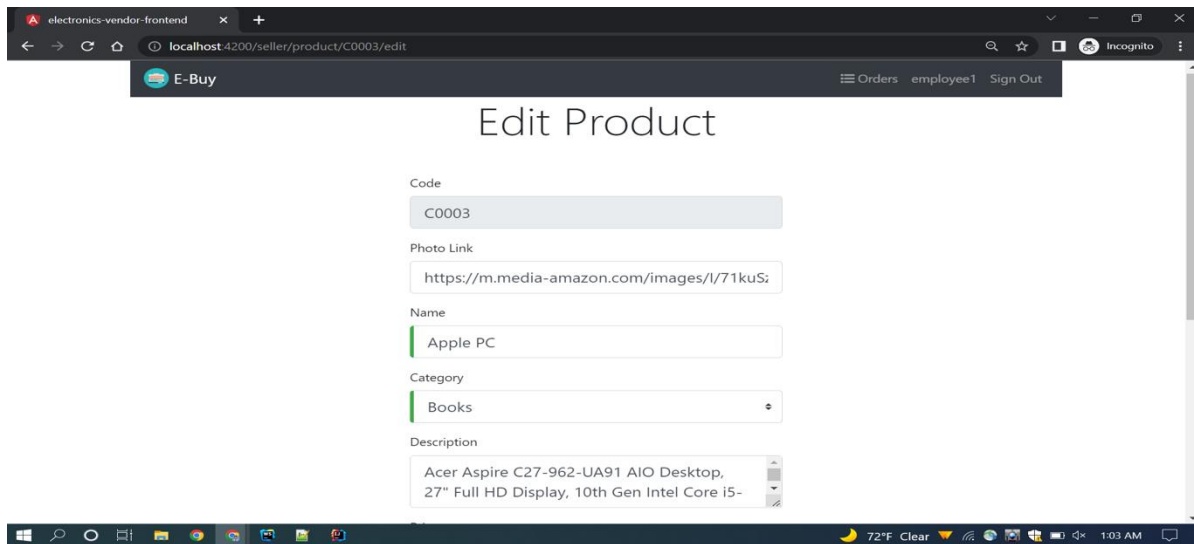 electronics-vendor-frontend
localhost:4200/seller/product/C0003/edit
Incognito
E-Buy
Orders employee1 Sign Out
Edit Product
Code
C0003
Photo Link
https://m.media-amazon.com/images/I/71kuSz
Name
Apple PC
Category
Books
Description
Acer Aspire C27-962-UA91 AIO Desktop,
27" Full HD Display, 10th Gen Intel Core i5-
72°F Clear
1:03 AM